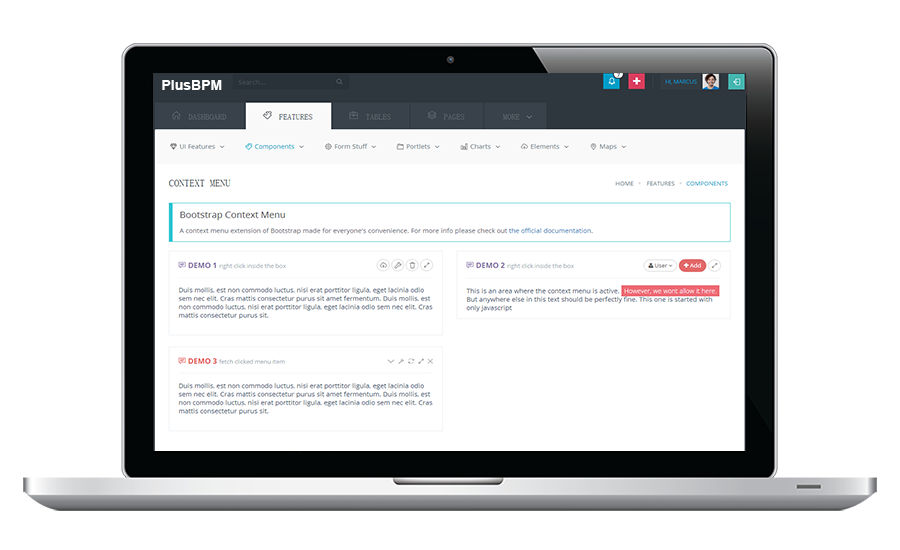 PlusBPM
Search...
7
HI, MARCUS
DASHBOARD
FEATURES
TABLES
PAGES
MORE
UI Features
Components
Form Stuff
Portlets
Charts
Elements
Maps
CONTEXT MENU
HOME
FEATURES
COMPONENTS
Bootstrap Context Menu
A context menu extension of Bootstrap made for everyone's convenience. For more info please check out the official documentation.
DEMO 1 right click inside the box
Duis mollis, est non commodo luctus, nisi erat porttitor ligula, eget lacinia odio
sem nec elit. Cras mattis consectetur purus sit amet fermentum. Duis mollis, est
non commodo luctus, nisi erat porttitor ligula, eget lacinia odio sem nec elit. Cras
mattis consectetur purus sit.
DEMO 2 right click inside the box
User
Add
This is an area where the context menu is active. However, we wont allow it here.
But anywhere else in this text should be perfectly fine. This one is started with
only javascript
DEMO 3 fetch clicked menu item
Duis mollis, est non commodo luctus, nisi erat porttitor ligula, eget lacinia odio
sem nec elit. Cras mattis consectetur purus sit amet fermentum. Duis mollis, est
non commodo luctus, nisi erat porttitor ligula, eget lacinia odio sem nec elit. Cras
mattis consectetur purus sit.